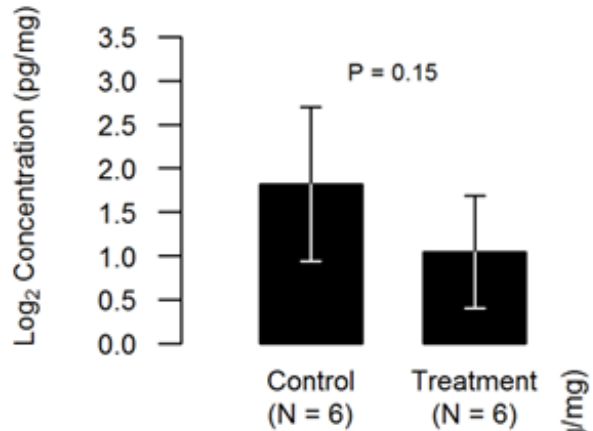 Log₂ Concentration (pg/mg)
3.5
3.0
2.5
2.0
1.5
1.0
0.5
0.0
P = 0.15
Control
(N = 6)
Treatment
(N = 6)
/mg)